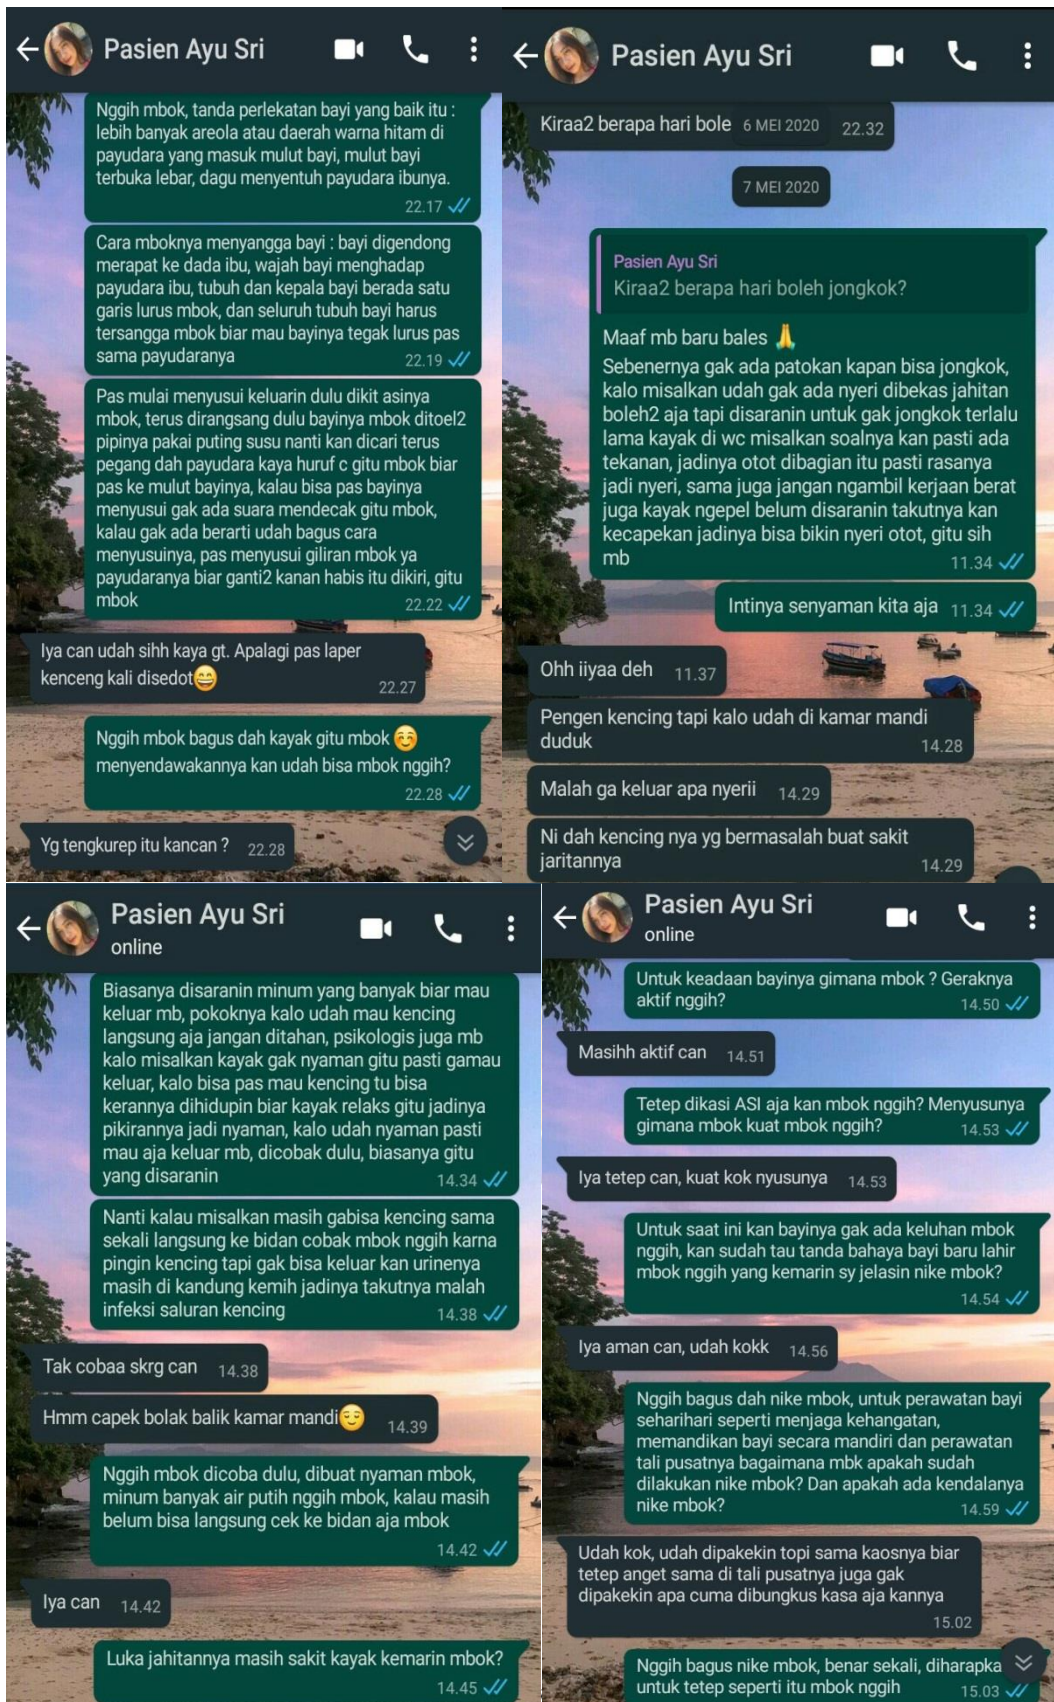 Pasien Ayu Sri
Nggih mbok, tanda perlekatan bayi yang baik itu :
lebih banyak areola atau daerah warna hitam di
payudara yang masuk mulut bayi, mulut bayi
terbuka lebar, dagu menyentuh payudara ibunya.
22.17
Cara mboknya menyangga bayi : bayi digendong
merapat ke dada ibu, wajah bayi menghadap
payudara ibu, tubuh dan kepala bayi berada satu
garis lurus mbok, dan seluruh tubuh bayi harus
tersangga mbok biar mau bayinya tegak lurus pas
sama payudaranya
22.19
Pas mulai menyusui keluarin dulu dikit asinya
mbok, terus dirangsang dulu bayinya mbok ditoel2
pipinya pakai puting susu nanti kan dicari terus
pegang dah payudara kaya huruf c gitu mbok biar
pas ke mulut bayinya, kalau bisa pas bayinya
menyusui gak ada suara mendecak gitu mbok,
kalau gak ada berarti udah bagus cara
menyusuinya, pas menyusui giliran mbok ya
payudaranya biar ganti2 kanan habis itu dikiri, gitu
mbok
22.22
Iya can udah sihh kaya gt. Apalagi pas laper
kenceng kali disedot😄
22.27
Nggih mbok bagus dah kayak gitu mbok ☺️
menyendawakannya kan udah bisa mbok nggih?
22.28
Yg tengkurep itu kancan ? 22.28
Pasien Ayu Sri
Kiraa2 berapa hari bole 22.32
6 MEI 2020
7 MEI 2020
Pasien Ayu Sri
Kiraa2 berapa hari boleh jongkok?
Maaf mb baru bales 🙏
Sebenernya gak ada patokan kapan bisa jongkok,
kalo misalkan udah gak ada nyeri dibekas jahitan
boleh2 aja tapi disaranin untuk gak jongkok terlalu
lama kayak di wc misalkan soalnya kan pasti ada
tekanan, jadinya otot dibagian itu pasti rasanya
jadi nyeri, sama juga jangan ngambil kerjaan berat
juga kayak ngepel belum disaranin takutnya kan
kecapekan jadinya bisa bikin nyeri otot, gitu sih
mb
11.34
Intinya senyaman kita aja 11.34
Ohh iiyaa deh 11.37
Pengen kencing tapi kalo udah di kamar mandi
duduk
14.28
Malah ga keluar apa nyerii 14.29
Ni dah kencing nya yg bermasalah buat sakit
jaritannya
14.29
Pasien Ayu Sri
online
Biasanya disaranin minum yang banyak biar mau
keluar mb, pokoknya kalo udah mau kencing
langsung aja jangan ditahan, psikologis juga mb
kalo misalkan kayak gak nyaman gitu pasti gamau
keluar, kalo bisa pas mau kencing tu bisa
kerannya dihidupin biar kayak relaks gitu jadinya
pikirannya jadi nyaman, kalo udah nyaman pasti
mau aja keluar mb, dicobak dulu, biasanya gitu
yang disaranin
14.34
Nanti kalau misalkan masih gabisa kencing sama
sekali langsung ke bidan cobak mbok nggih karna
pingin kencing tapi gak bisa keluar kan urinenya
masih di kandung kemih jadinya takutnya malah
infeksi saluran kencing
14.38
Tak cobaa skrg can 14.38
Hmm capek bolak balik kamar mandi😌 14.39
Nggih mbok dicoba dulu, dibuat nyaman mbok,
minum banyak air putih nggih mbok, kalau masih
belum bisa langsung cek ke bidan aja mbok
14.42
Iya can 14.42
Luka jahitannya masih sakit kayak kemarin mbok?
14.45
Pasien Ayu Sri
online
Untuk keadaan bayinya gimana mbok ? Geraknya
aktif nggih?
14.50
Masihh aktif can 14.51
Tetep dikasi ASI aja kan mbok nggih? Menyusunya
gimana mbok kuat mbok nggih?
14.53
Iya tetep can, kuat kok nyusunya 14.53
Untuk saat ini kan bayinya gak ada keluhan mbok
nggih, kan sudah tau tanda bahaya bayi baru lahir
mbok nggih yang kemarin sy jelasin nike mbok?
14.54
Iya aman can, udah kokk 14.56
Nggih bagus dah nike mbok, untuk perawatan bayi
seharihari seperti menjaga kehangatan,
memandikan bayi secara mandiri dan perawatan
tali pusatnya bagaimana mbk apakah sudah
dilakukan nike mbok? Dan apakah ada kendalanya
nike mbok?
14.59
Udah kok, udah dipakekin topi sama kaosnya biar
tetep anget sama di tali pusatnya juga gak
dipakekin apa cuma dibungkus kasa aja kannya
15.02
Nggih bagus nike mbok, benar sekali, diharapka
untuk tetep seperti itu mbok nggih
15.03